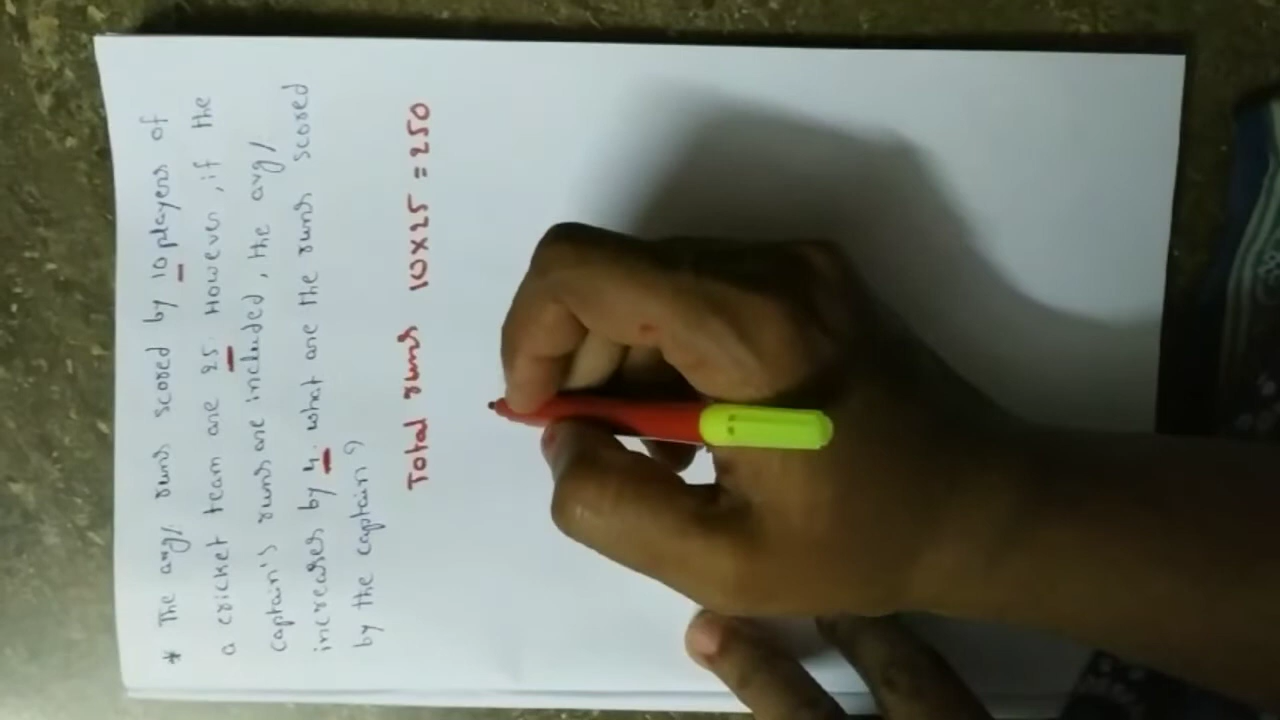 * The avg/. runs scored by 10 players of
a cricket team are 25. However, if the
captain's runs are included, the avg/
increases by 4. what are the runs scored
by the captain?
Total runs 10x25 = 250